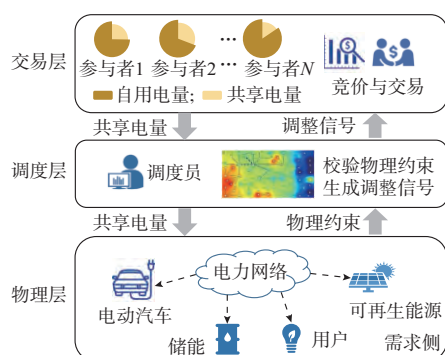 交易层
参与者1 参与者2 … 参与者N
自用电量; 共享电量
竞价与交易
共享电量 调整信号
调度层
调度员
校验物理约束
生成调整信号
共享电量 物理约束
物理层
电力网络
电动汽车
储能
用户
可再生能源
需求侧